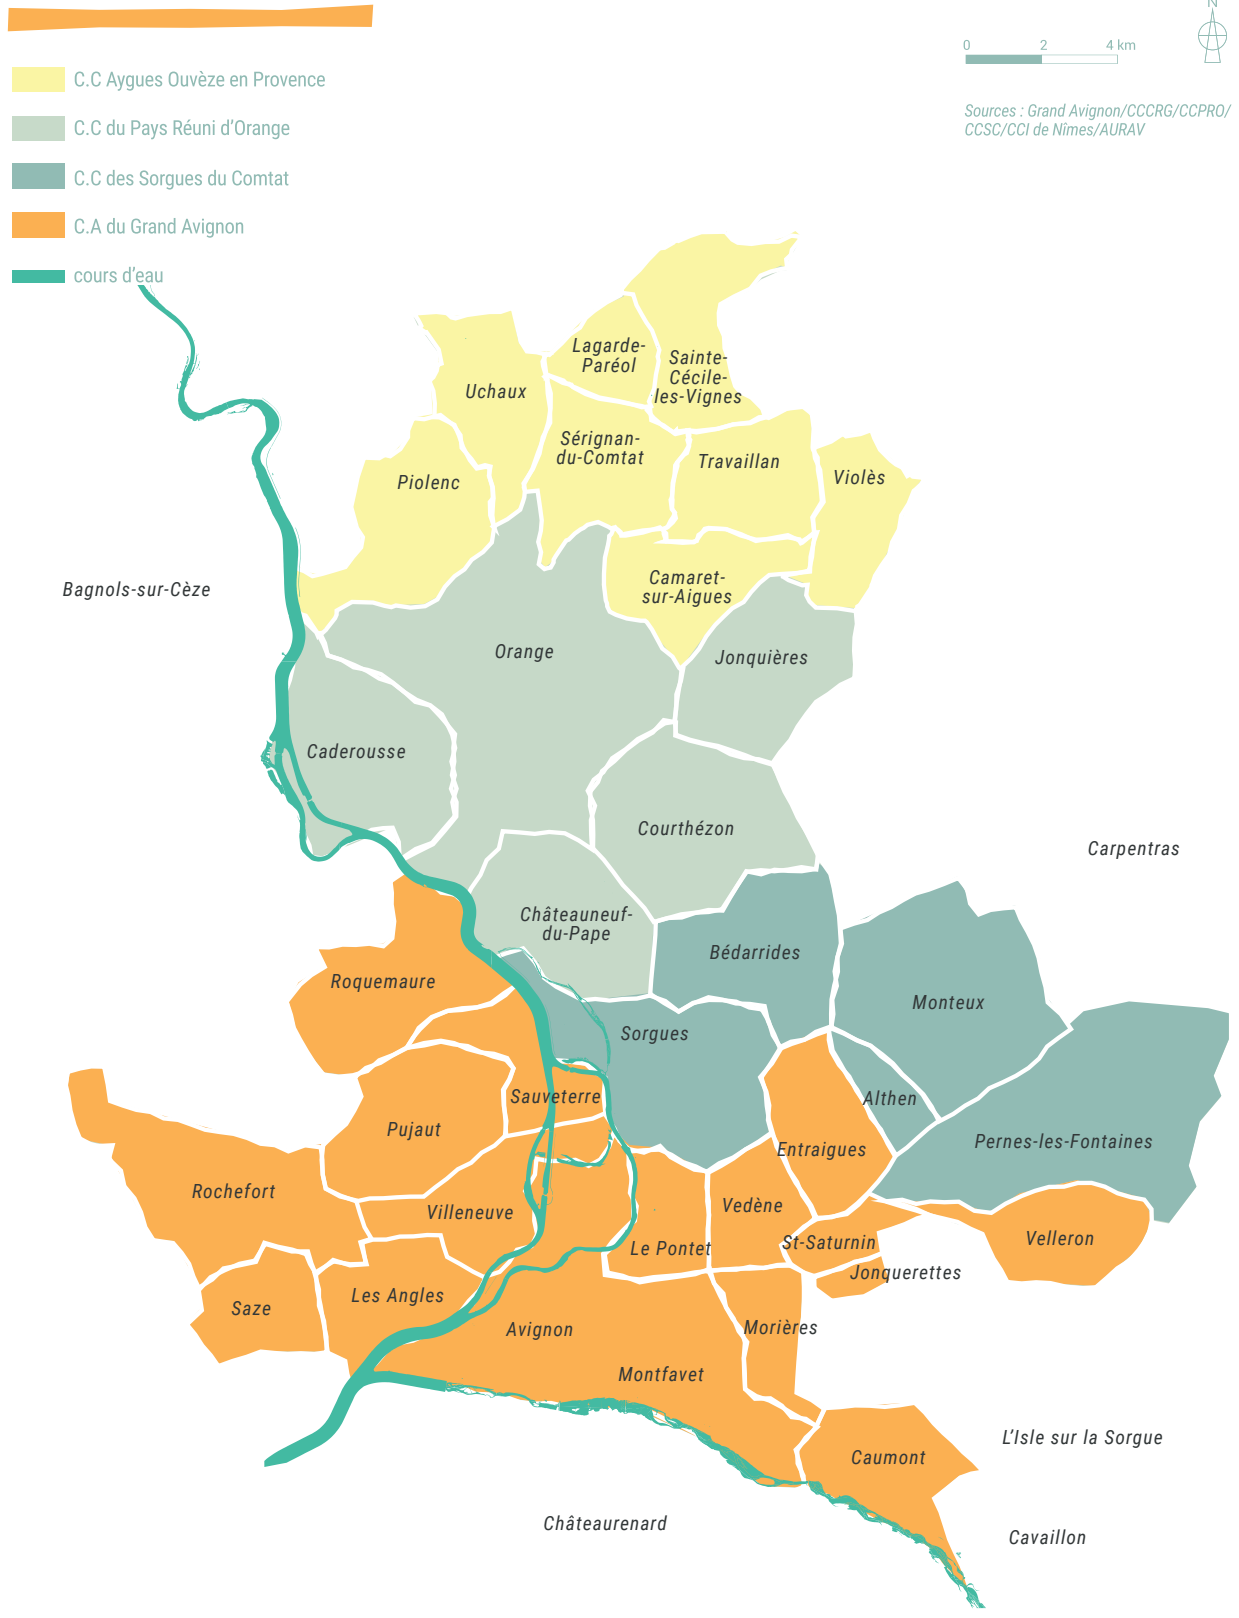 N
0 2 4 km
Sources : Grand Avignon/CCCRG/CCPRO/
CCSC/CCI de Nîmes/AURAV
C.C Aygues Ouvèze en Provence
C.C du Pays Réuni d'Orange
C.C des Sorgues du Comtat
C.A du Grand Avignon
cours d'eau
Lagarde-
Paréol
Sainte-
Cécile-
les-Vignes
Uchaux
Sérignan-
du-Comtat
Travaillan
Violès
Piolenc
Bagnols-sur-Cèze
Camaret-
sur-Aigues
Orange
Jonquières
Caderousse
Courthézon
Carpentras
Châteauneuf-
du-Pape
Bédarrides
Roquemaure
Monteux
Sorgues
Sauveterre
Althen
Pujaut
Entraigues
Pernes-les-Fontaines
Rochefort
Villeneuve
Vedène
Le Pontet
St-Saturnin
Velleron
Jonquerettes
Saze
Les Angles
Avignon
Morières
Montfavet
L'Isle sur la Sorgue
Caumont
Châteaurenard
Cavaillon